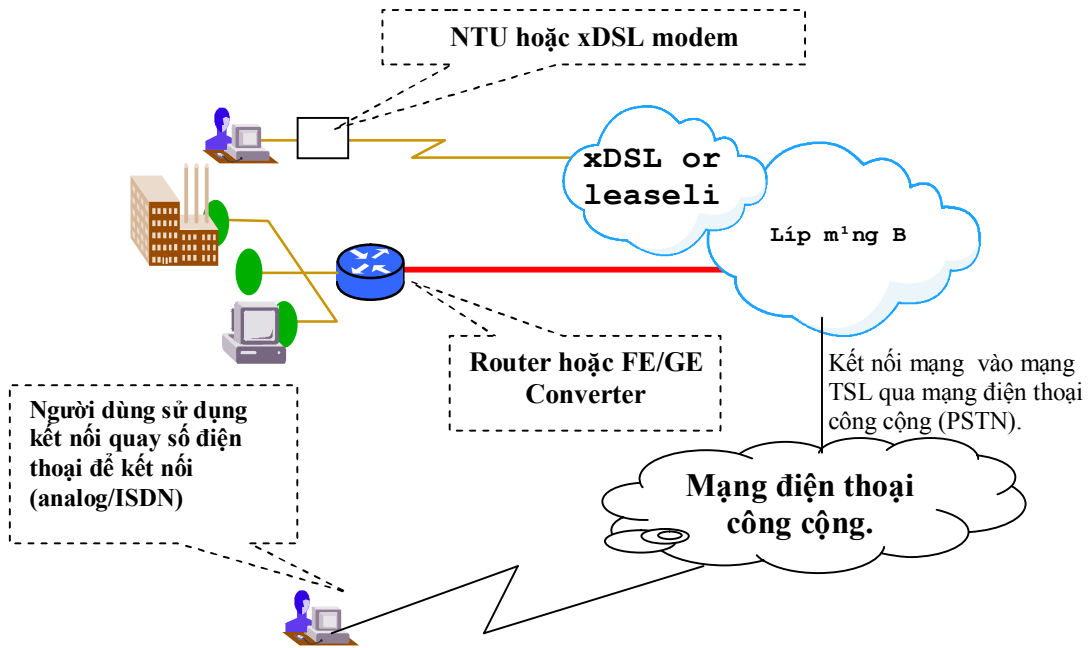 NTU hoặc xDSL modem
xDSL or
leaseli
Líp m¹ng B
Router hoặc FE/GE
Converter
Kết nối mạng vào mạng
TSL qua mạng điện thoại
công cộng (PSTN).
Người dùng sử dụng
kết nối quay số điện
thoại để kết nối
(analog/ISDN)
Mạng điện thoại
công cộng.